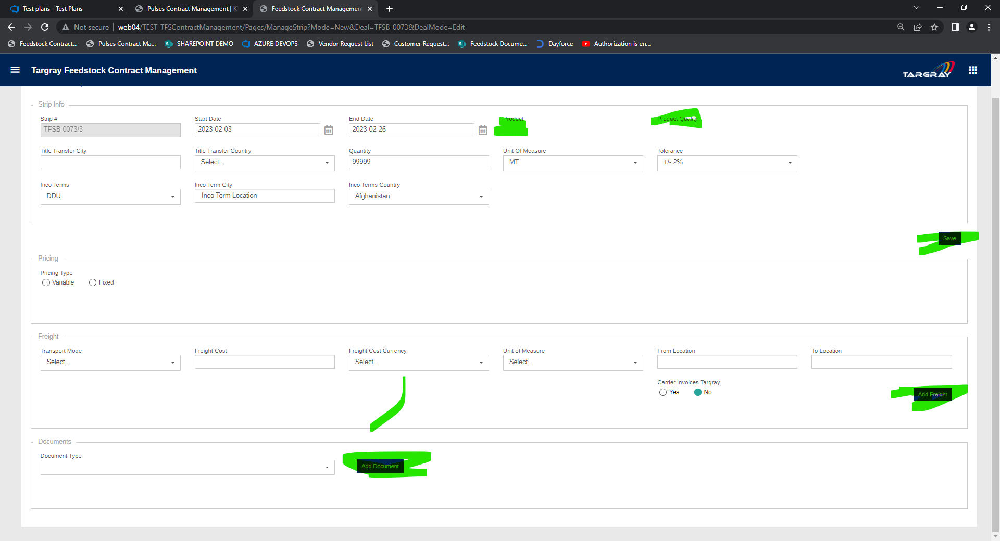 Test plans - Test Plans
Pulses Contract Management | K
Feedstock Contract Management
Not secure
web04/TEST-TFSContractManagement/Pages/ManageStrip?Mode=New&Deal=TFSB-0073&DealMode=Edit
Feedstock Contract... Pulses Contract Ma... SHAREPOINT DEMO AZURE DEVOPS Vendor Request List Customer Request... Feedstock Docume... Dayforce Authorization is en...
Targray Feedstock Contract Management TARGRAY
Strip Info
Strip # Start Date End Date Product Product Quality
TFSB-0073/3 2023-02-03 2023-02-26
Title Transfer City Title Transfer Country Quantity Unit Of Measure Tolerance
Select... 99999 MT +/- 2%
Inco Terms Inco Term City Inco Terms Country
DDU Inco Term Location Afghanistan
Save
Pricing
Pricing Type
Variable Fixed
Freight
Transport Mode Freight Cost Freight Cost Currency Unit of Measure From Location To Location
Select... Select... Select...
Carrier Invoices Targray
Yes No
Add Freight
Documents
Document Type
Add Document